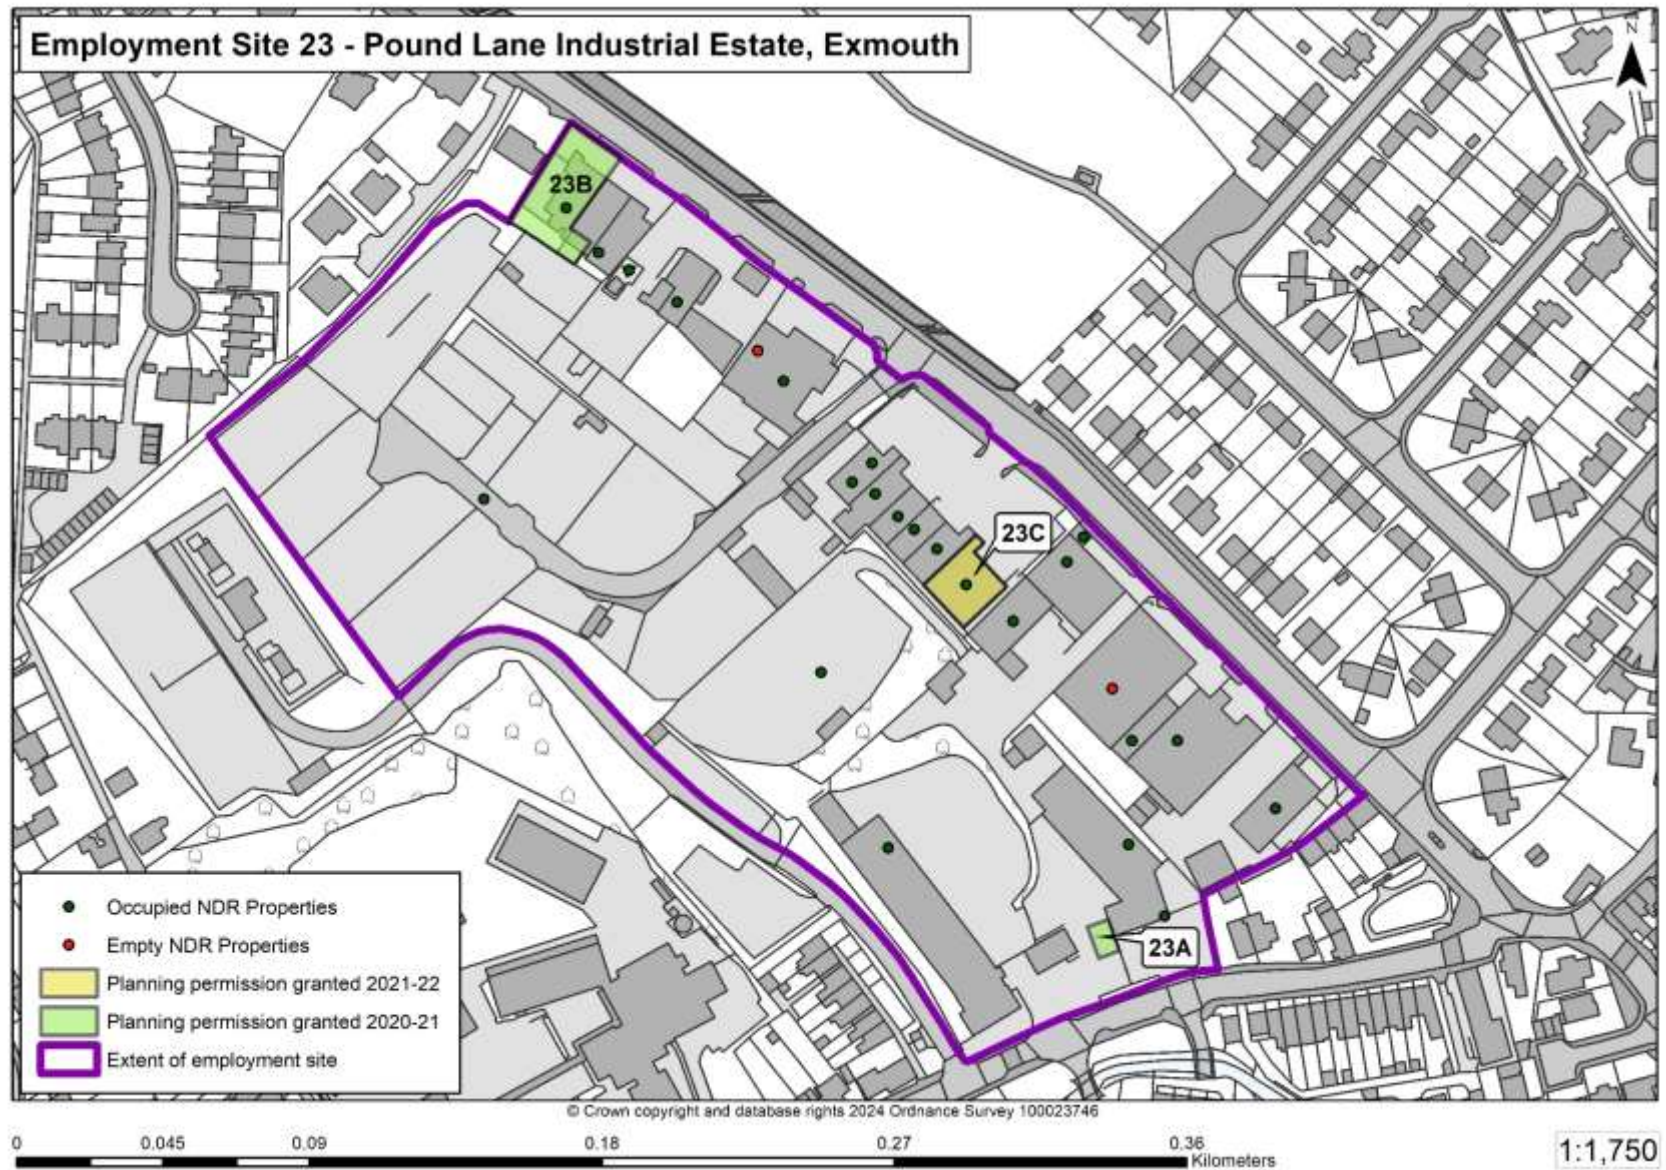 Employment Site 23 - Pound Lane Industrial Estate, Exmouth
N
23B
23C
23A
Occupied NDR Properties
Empty NDR Properties
Planning permission granted 2021-22
Planning permission granted 2020-21
Extent of employment site
© Crown copyright and database rights 2024 Ordnance Survey 100023746
0 0.045 0.09 0.18 0.27 0.36
Kilometers
1:1,750